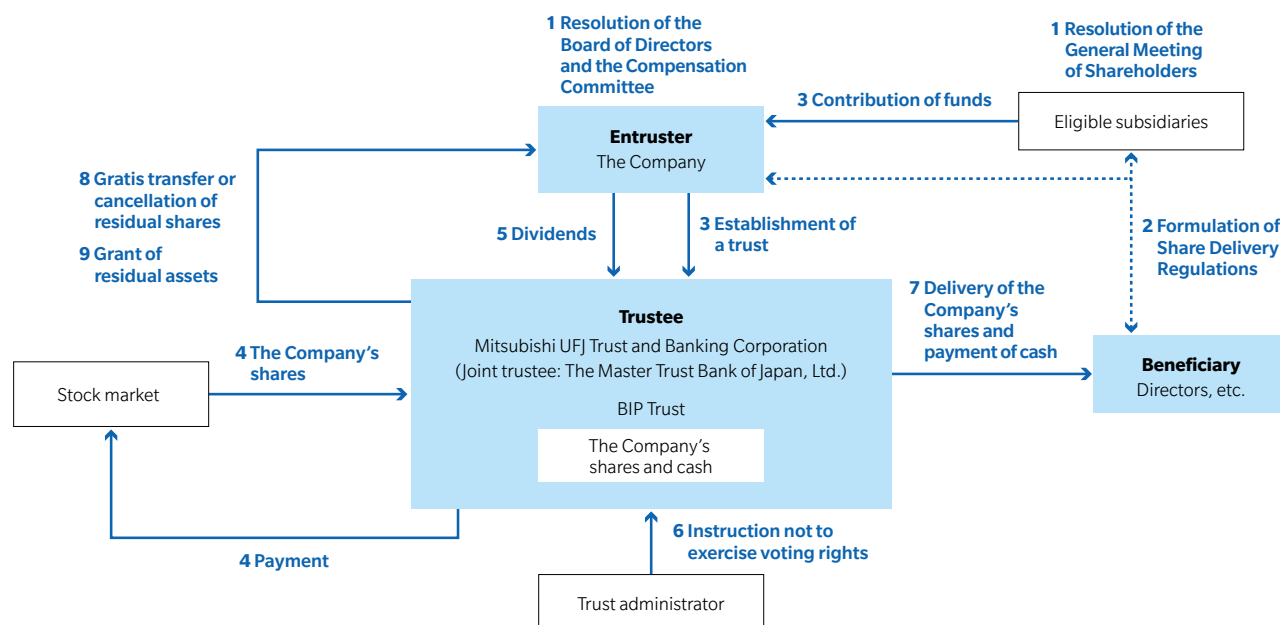 1 Resolution of the
Board of Directors
and the Compensation
Committee
1 Resolution of the
General Meeting
of Shareholders
3 Contribution of funds
Eligible subsidiaries
Entruster
The Company
8 Gratis transfer or
cancellation of
residual shares
9 Grant of
residual assets
5 Dividends
3 Establishment of
a trust
2 Formulation of
Share Delivery
Regulations
Trustee
Mitsubishi UFJ Trust and Banking Corporation
(Joint trustee: The Master Trust Bank of Japan, Ltd.)
BIP Trust
The Company's
shares and cash
7 Delivery of the
Company's
shares and
payment of cash
4 The Company's
shares
Stock market
Beneficiary
Directors, etc.
4 Payment
6 Instruction not to
exercise voting rights
Trust administrator